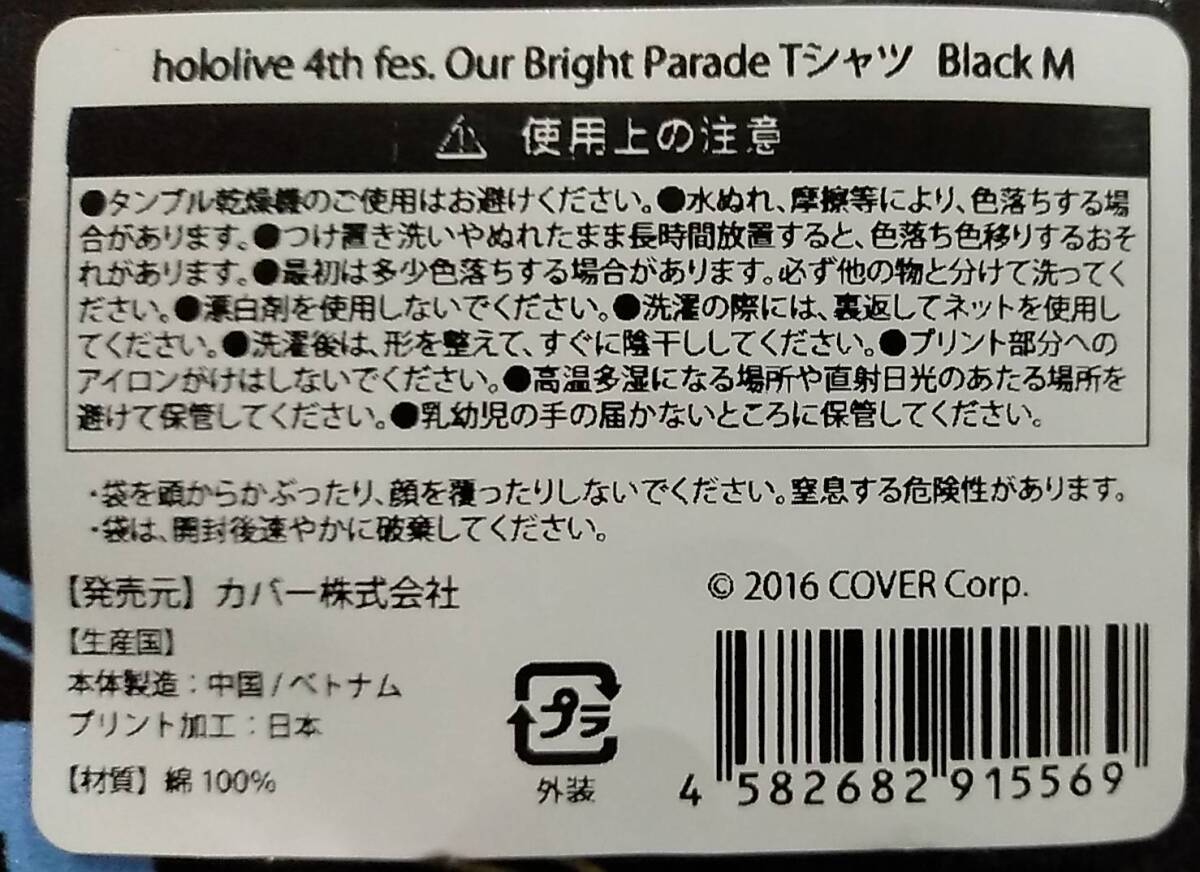 hololive 4th fes. Our Bright Parade Tシャツ Black M
使用上の注意
●タンブル乾燥機のご使用はお避けください。●水ぬれ、摩擦等により、色落ちする場
合があります。●つけ置き洗いやぬれたまま長時間放置すると、色落ち色移りするおそ
れがあります。●最初は多少色落ちする場合があります。必ず他の物と分けて洗ってく
ださい。●漂白剤を使用しないでください。●洗濯の際には、裏返してネットを使用し
てください。●洗濯後は、形を整えて、すぐに陰干ししてください。●プリント部分への
アイロンがけはしないでください。●高温多湿になる場所や直射日光のあたる場所を
避けて保管してください。●乳幼児の手の届かないところに保管してください。
・袋を頭からかぶったり、顔を覆ったりしないでください。窒息する危険性があります。
・袋は、開封後速やかに破棄してください。
【発売元】カバー株式会社
© 2016 COVER Corp.
【生産国】
本体製造：中国/ベトナム
プリント加工：日本
【材質】綿 100%
プラ
外装
4 582682 915569